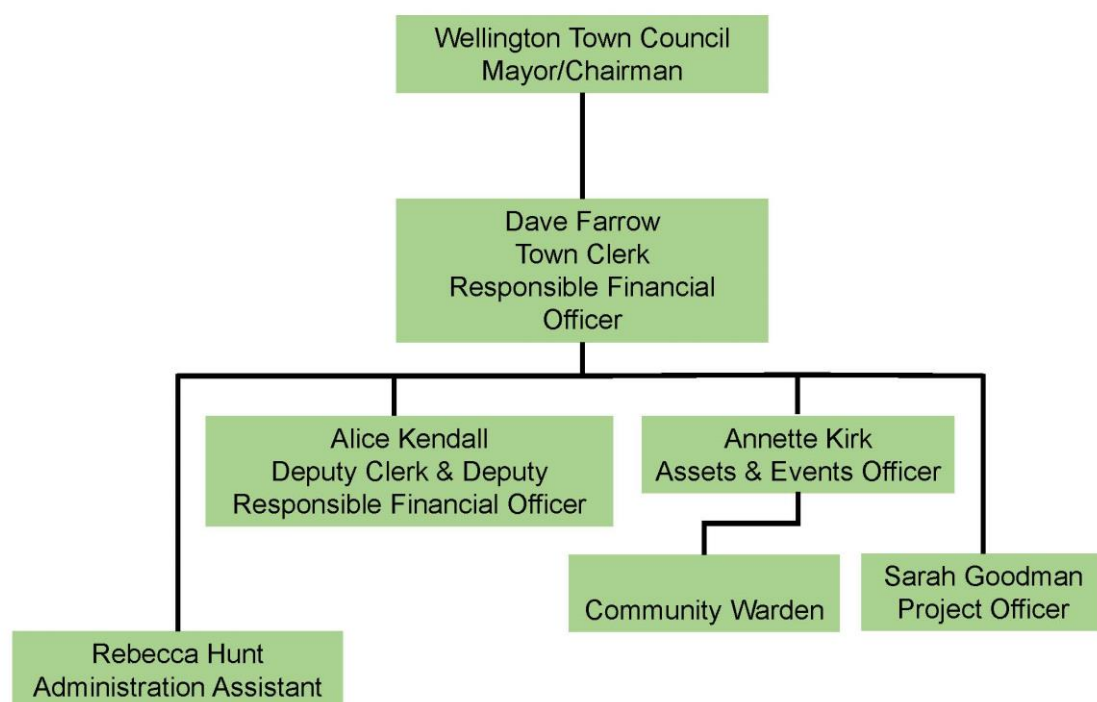 Wellington Town Council
Mayor/Chairman
Dave Farrow
Town Clerk
Responsible Financial
Officer
Alice Kendall
Deputy Clerk & Deputy
Responsible Financial Officer
Annette Kirk
Assets & Events Officer
Community Warden
Sarah Goodman
Project Officer
Rebecca Hunt
Administration Assistant